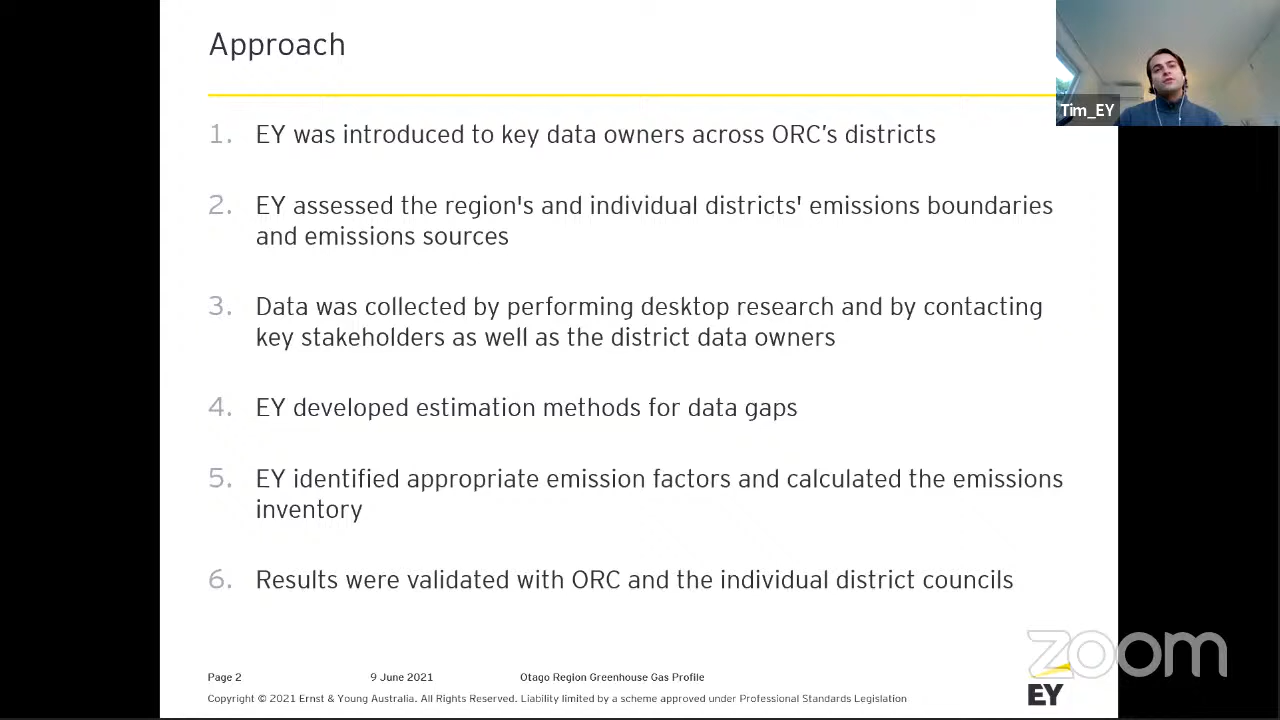 Approach
Tim_EY
1. EY was introduced to key data owners across ORC's districts
2. EY assessed the region's and individual districts' emissions boundaries
and emissions sources
3. Data was collected by performing desktop research and by contacting
key stakeholders as well as the district data owners
4. EY developed estimation methods for data gaps
5. EY identified appropriate emission factors and calculated the emissions
inventory
6. Results were validated with ORC and the individual district councils
zoom
Page 2 9 June 2021 Otago Region Greenhouse Gas Profile
Copyright © 2021 Ernst & Young Australia. All Rights Reserved. Liability limited by a scheme approved under Professional Standards Legislation
EY